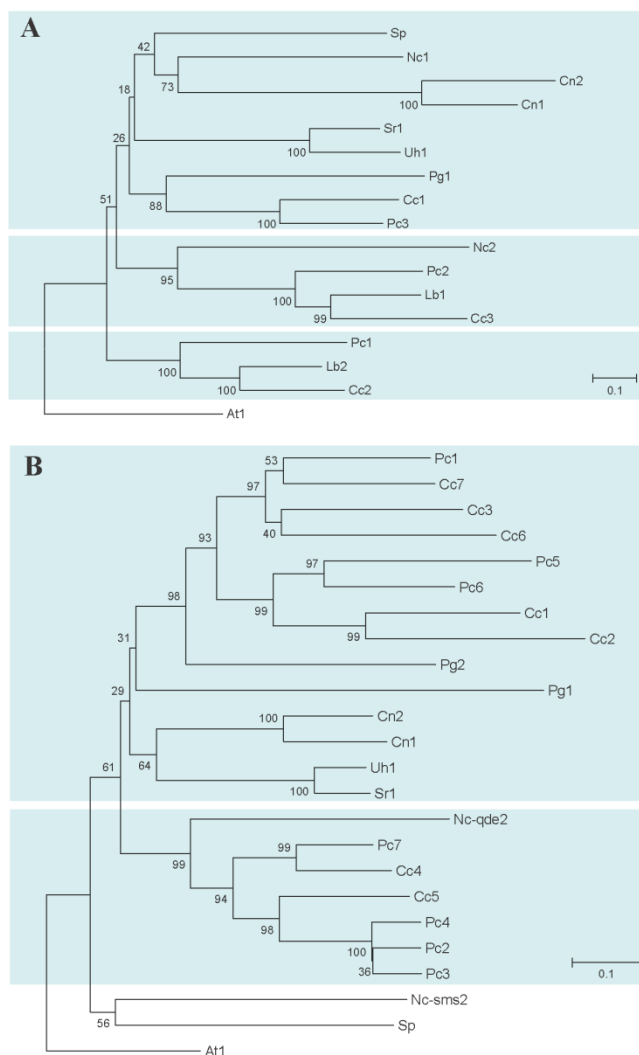 A
Sp
42
Nc1
Cn2
73
18
100
Cn1
Sr1
26
100
Uh1
Pg1
51
88
Cc1
100
Pc3
Nc2
95
Pc2
100
Lb1
99
Cc3
Pc1
100
Lb2
100
Cc2
0.1
At1
B
53
Pc1
97
Cc7
Cc3
93
40
Cc6
97
Pc5
98
Pc6
99
Cc1
99
Cc2
31
Pg2
29
Pg1
100
Cn2
Cn1
61
64
Uh1
100
Sr1
Nc-qde2
99
99
Pc7
Cc4
94
Cc5
98
Pc4
100
Pc2
36
Pc3
0.1
Nc-sms2
56
Sp
At1